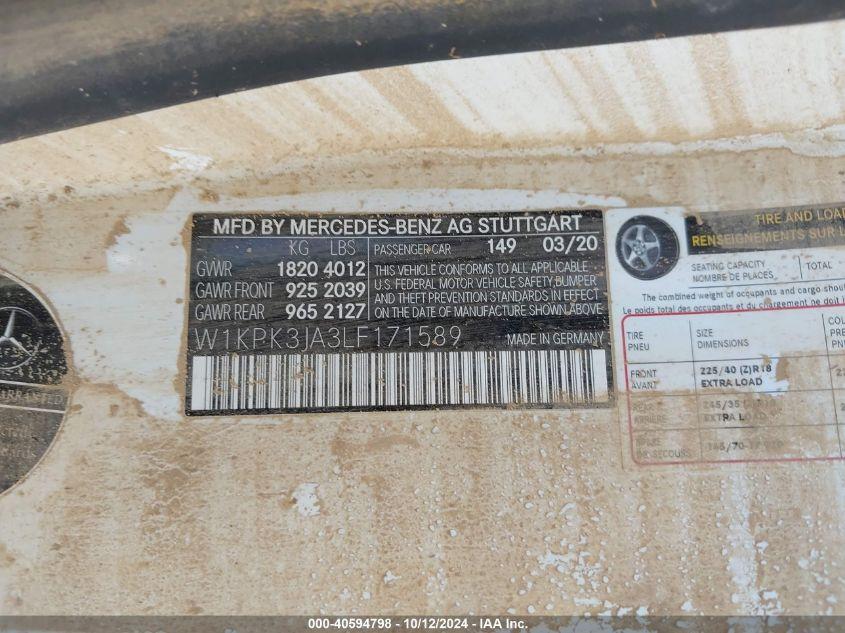 MFD BY MERCEDES-BENZ AG STUTTGART
KG LBS
GVWR 1820 4012
GAWR FRONT 925 2039
GAWR REAR 965 2127
PASSENGER CAR 149 03/20
THIS VEHICLE CONFORMS TO ALL APPLICABLE
U.S. FEDERAL MOTOR VEHICLE SAFETY, BUMPER
AND THEFT PREVENTION STANDARDS IN EFFECT
ON THE DATE OF MANUFACTURE SHOWN ABOVE
W1KPK3JA3LF171589 MADE IN GERMANY
TIRE AND LOA
RENSEIGNEMENTS SUR L
SEATING CAPACITY
NOMBRE DE PLACES
TOTAL
The combined weight of occupants and cargo shou
Le poids total des occupants et du chargement ne doit
TIRE
PNEU
SIZE
DIMENSIONS
FRONT
AVANT
225/40 (Z)R18
EXTRA LOAD
EXTRA
000-40594798 - 10/12/2024 - IAAI.COM